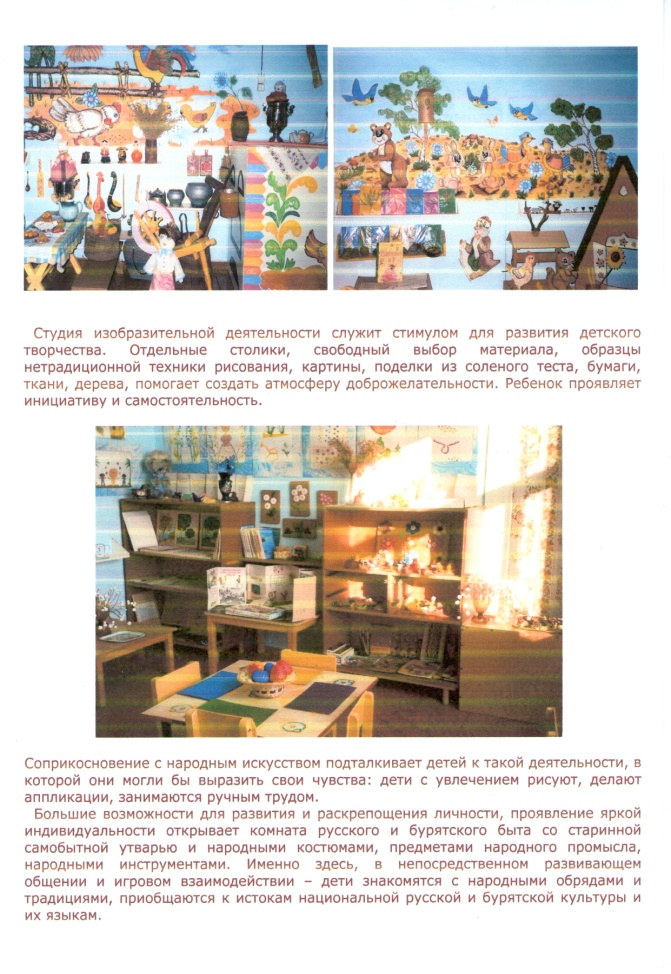 Студия изобразительной деятельности служит стимулом для развития детского
творчества. Отдельные столики, свободный выбор материала, образцы
нетрадиционной техники рисования, картины, поделки из соленого теста, бумаги,
ткани, дерева, помогает создать атмосферу доброжелательности. Ребенок проявляет
инициативу и самостоятельность.
Соприкосновение с народным искусством подталкивает детей к такой деятельности, в
которой они могли бы выразить свои чувства: дети с увлечением рисуют, делают
аппликации, занимаются ручным трудом.
Большие возможности для развития и раскрепощения личности, проявление яркой
индивидуальности открывает комната русского и бурятского быта со старинной
самобытной утварью и народными костюмами, предметами народного промысла,
народными инструментами. Именно здесь, в непосредственном развивающем
общении и игровом взаимодействии – дети знакомятся с народными обрядами и
традициями, приобщаются к истокам национальной русской и бурятской культуры и
их языкам.